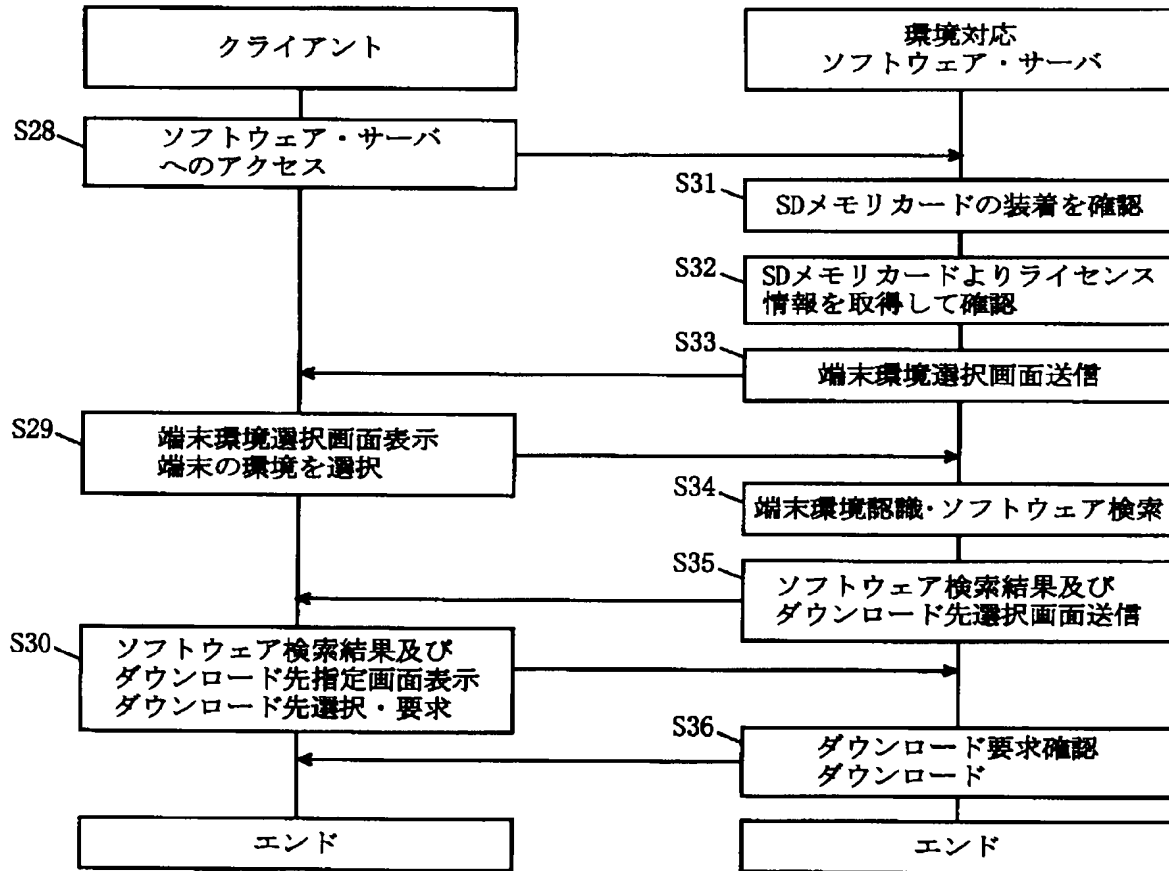 クライアント
環境対応
ソフトウェア・サーバ
S28
ソフトウェア・サーバ
へのアクセス
S31
SDメモリカードの装着を確認
S32
SDメモリカードよりライセンス
情報を取得して確認
S33
端末環境選択画面送信
S29
端末環境選択画面表示
端末の環境を選択
S34
端末環境認識・ソフトウェア検索
S35
ソフトウェア検索結果及び
ダウンロード先選択画面送信
S30
ソフトウェア検索結果及び
ダウンロード先指定画面表示
ダウンロード先選択・要求
S36
ダウンロード要求確認
ダウンロード
エンド
エンド